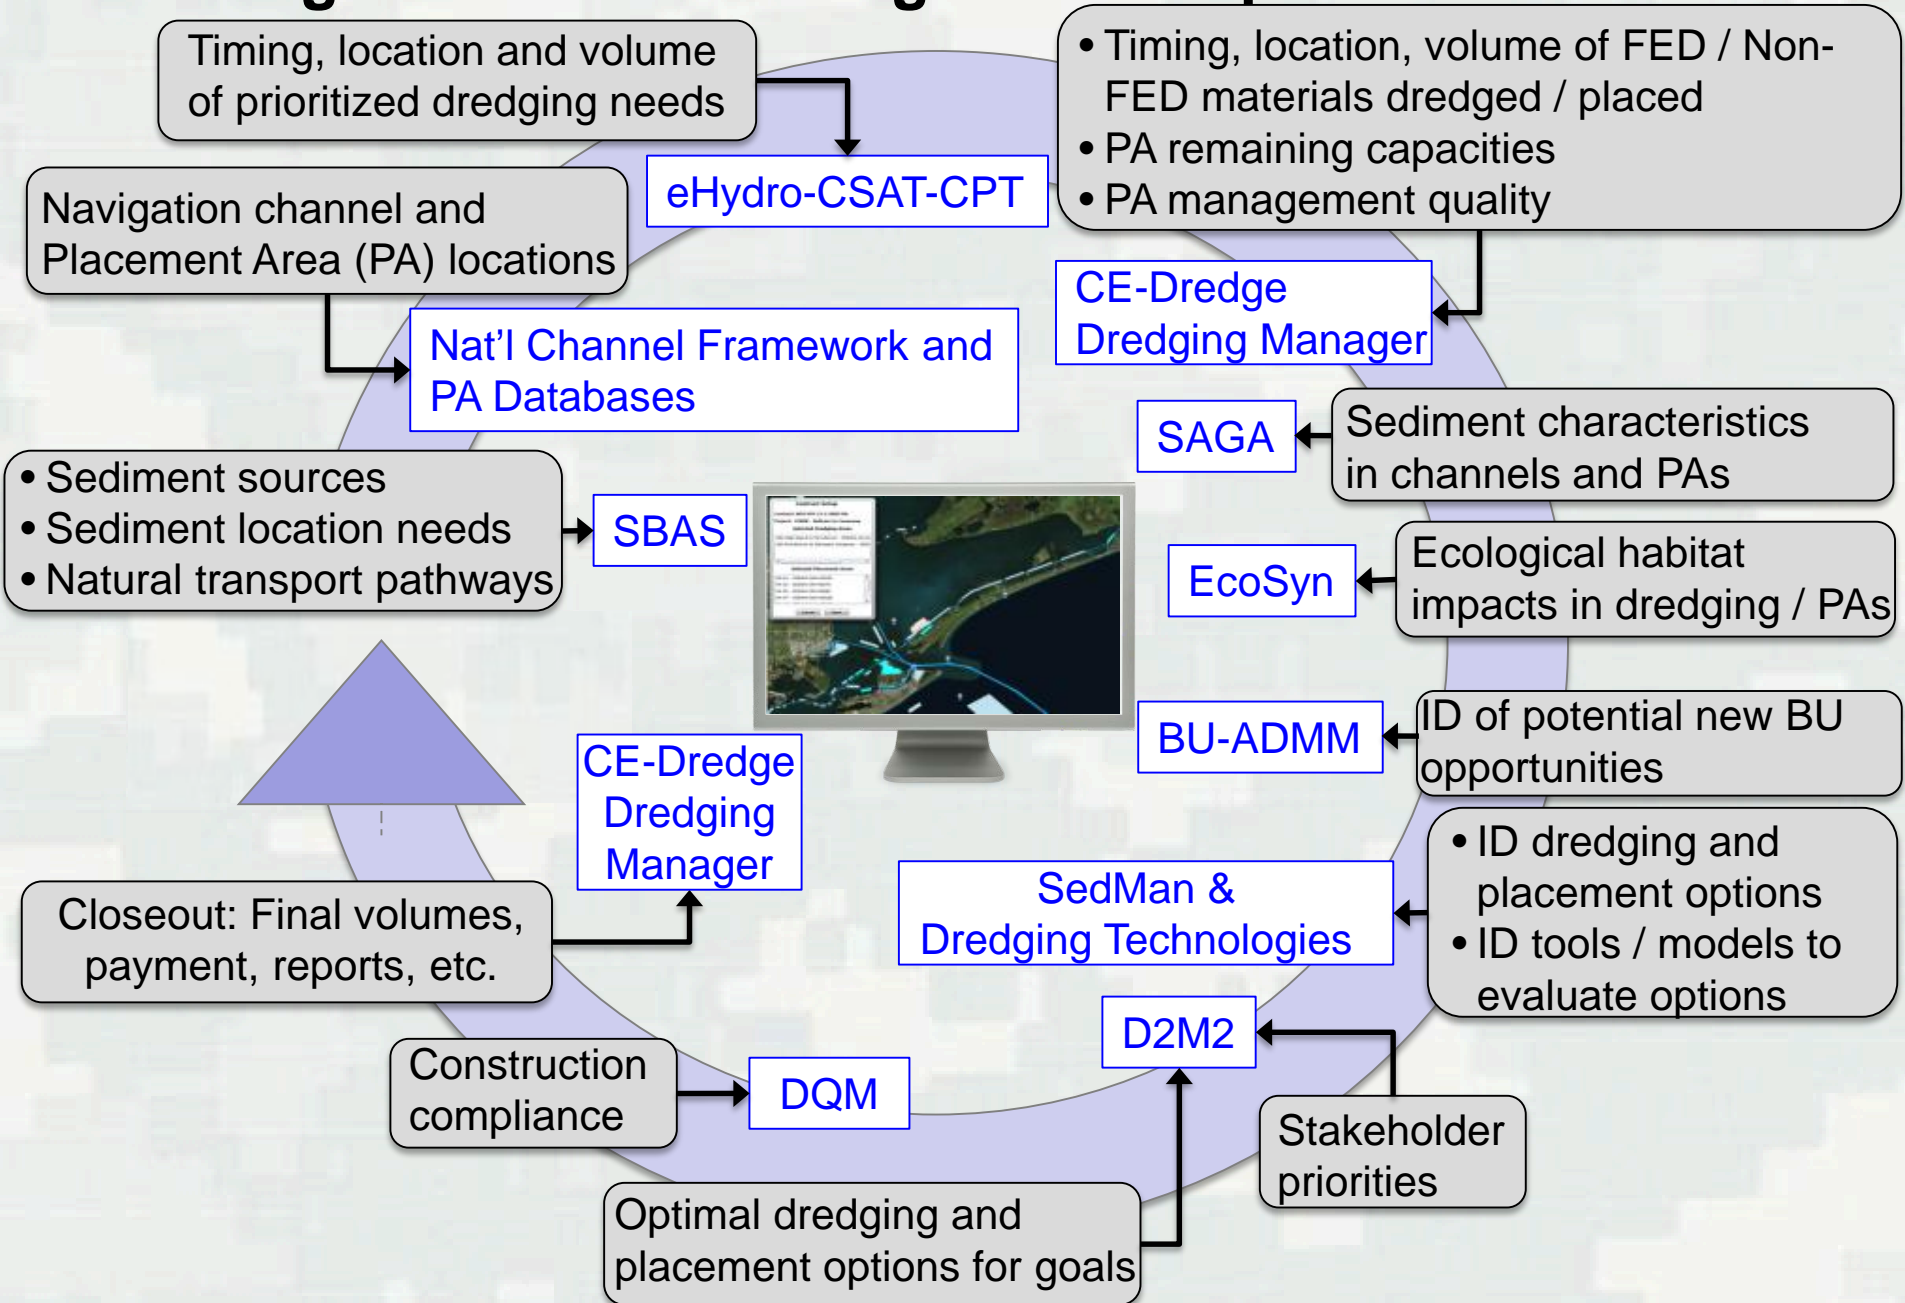 Timing, location and volume
of prioritized dredging needs
• Timing, location, volume of FED / Non-
FED materials dredged / placed
• PA remaining capacities
• PA management quality
eHydro-CSAT-CPT
Navigation channel and
Placement Area (PA) locations
CE-Dredge
Dredging Manager
Nat’l Channel Framework and
PA Databases
SAGA
Sediment characteristics
in channels and PAs
• Sediment sources
• Sediment location needs
• Natural transport pathways
SBAS
EcoSyn
Ecological habitat
impacts in dredging / PAs
BU-ADMM
ID of potential new BU
opportunities
CE-Dredge
Dredging
Manager
• ID dredging and
placement options
• ID tools / models to
evaluate options
SedMan &
Dredging Technologies
Closeout: Final volumes,
payment, reports, etc.
D2M2
Construction
compliance
DQM
Stakeholder
priorities
Optimal dredging and
placement options for goals